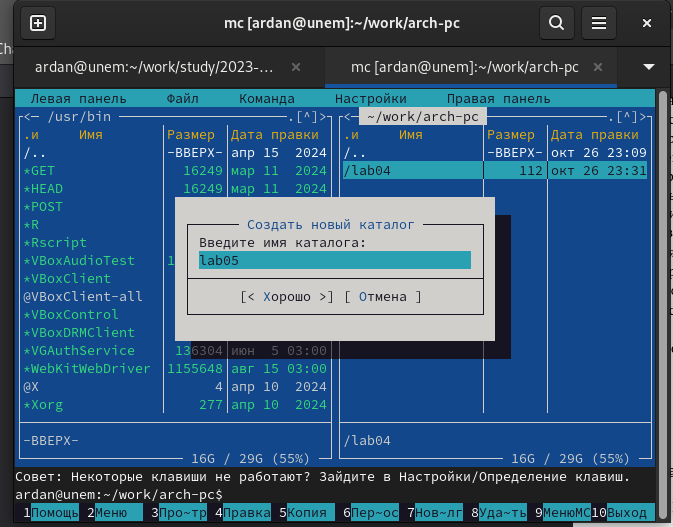 mc [ardan@unem]:~/work/arch-pc
ardan@unem:~/work/study/2023-... × mc [ardan@unem]:~/work/arch-pc ×
Левая панель Файл Команда Настройки Правая панель
<─ /usr/bin .[^]> <─ ~/work/arch-pc .[^]>
.и Имя Размер Дата правки .и Имя Размер Дата правки
/.. -ВВЕРХ- апр 15 2024 /.. -ВВЕРХ- окт 26 23:09
*GET 16249 мар 11 2024 /lab04 112 окт 26 23:31
*HEAD 16249 мар 11 2024
*POST
*R
*Rscript
*VBoxAudioTest 1
*VBoxClient
@VBoxClient-all
*VBoxControl
*VBoxDRMClient
*VGAuthService 136304 июн 5 03:00
*WebKitWebDriver 1155648 авг 15 03:00
@X 4 апр 10 2024
*Xorg 277 апр 10 2024
Создать новый каталог
Введите имя каталога:
lab05
[< Хорошо >] [ Отмена ]
-ВВЕРХ- /lab04
16G / 29G (55%) 16G / 29G (55%)
Совет: Некоторые клавиши не работают? Зайдите в Настройки/Определение клавиш.
ardan@unem:~/work/arch-pc$
1Помощь 2Меню 3Про~тр 4Правка 5Копия 6Пер~ос 7Нов~лг 8Уда~ть 9МенюMC 10Выход